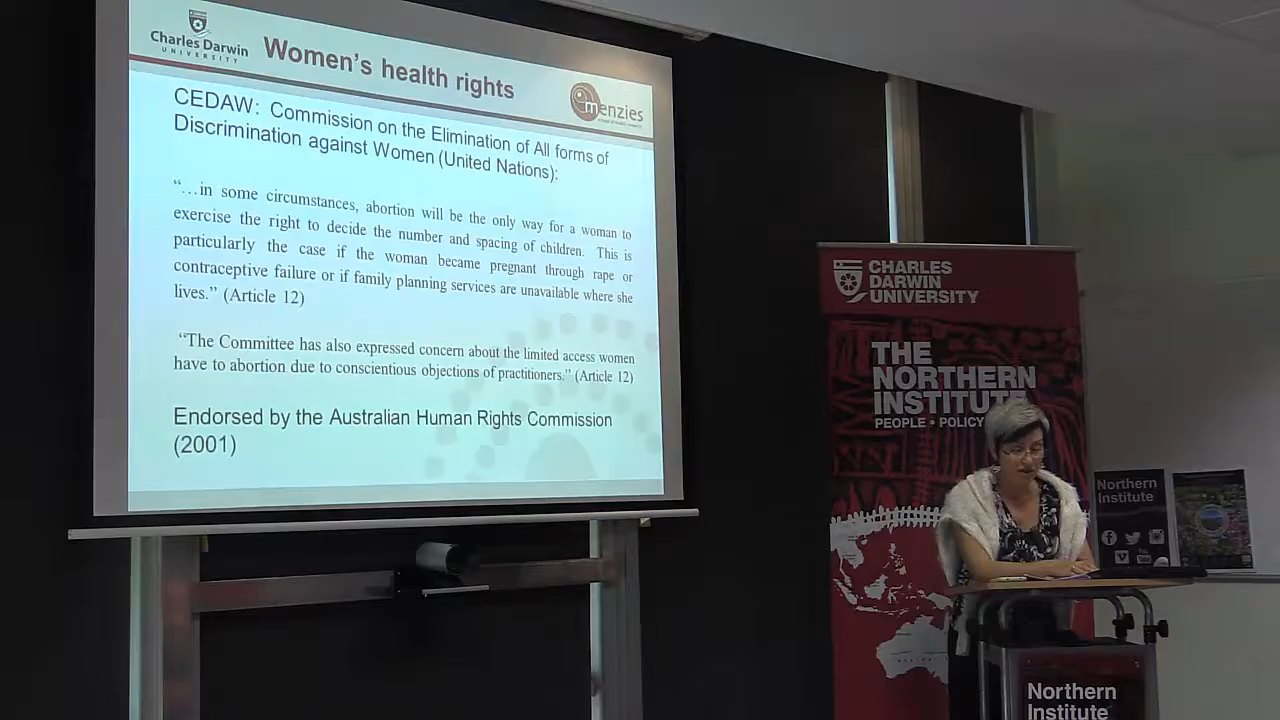 Charles Darwin
UNIVERSITY
Women's health rights
menzies
CEDAW: Commission on the Elimination of All forms of
Discrimination against Women (United Nations):
“…in some circumstances, abortion will be the only way for a woman to
exercise the right to decide the number and spacing of children. This is
particularly the case if the woman became pregnant through rape or
contraceptive failure or if family planning services are unavailable where she
lives.” (Article 12)
“The Committee has also expressed concern about the limited access women
have to abortion due to conscientious objections of practitioners.” (Article 12)
Endorsed by the Australian Human Rights Commission
(2001)
CHARLES
DARWIN
UNIVERSITY
THE
NORTHERN
INSTITUTE
PEOPLE • POLICY
Northern
Institute
Northern
Institute